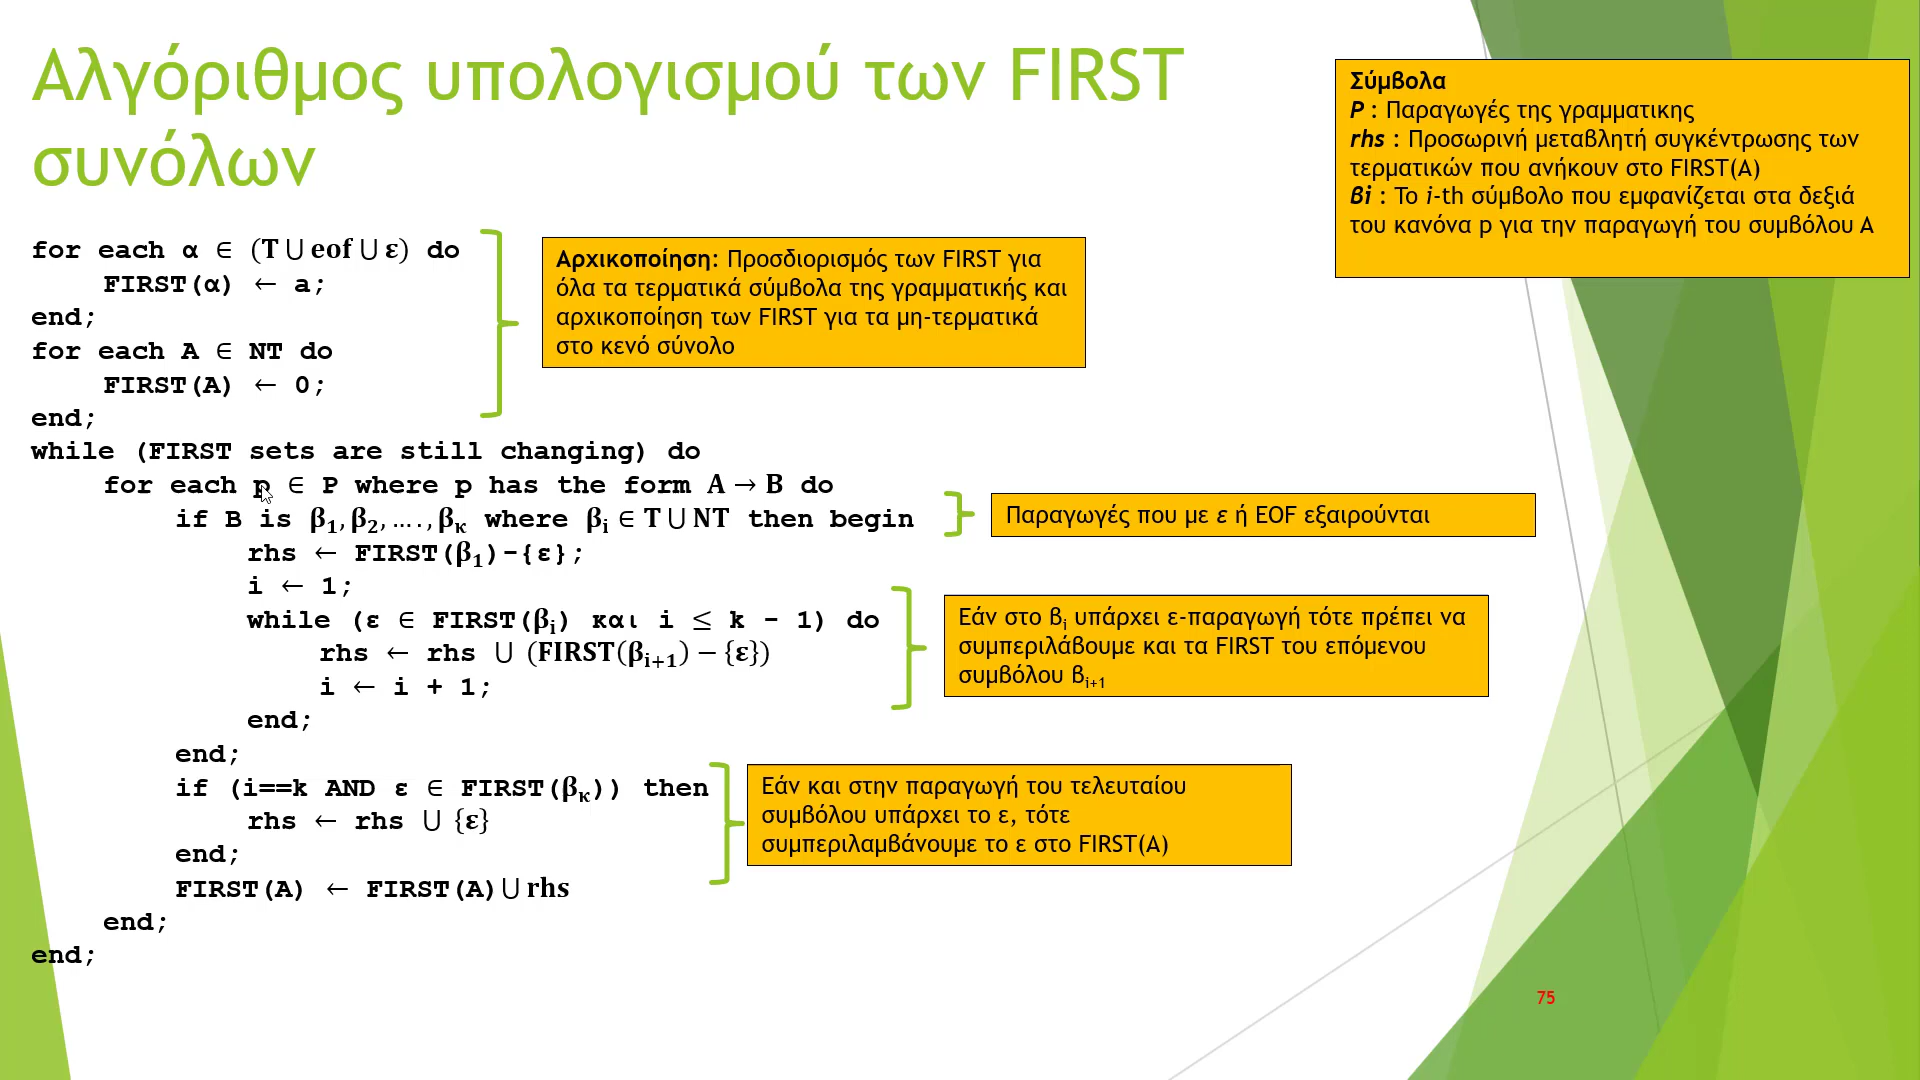 Αλγόριθμος υπολογισμού των FIRST
συνόλων
Σύμβολα
P : Παραγωγές της γραμματικης
rhs : Προσωρινή μεταβλητή συγκέντρωσης των
τερματικών που ανήκουν στο FIRST(A)
βi : Το i-th σύμβολο που εμφανίζεται στα δεξιά
του κανόνα p για την παραγωγή του συμβόλου Α
for each α ∈ (T ⋃ eof ⋃ ε) do
FIRST(α) ← a;
end;
for each A ∈ NT do
FIRST(A) ← 0;
end;
Αρχικοποίηση: Προσδιορισμός των FIRST για
όλα τα τερματικά σύμβολα της γραμματικής και
αρχικοποίηση των FIRST για τα μη-τερματικά
στο κενό σύνολο
while (FIRST sets are still changing) do
for each p ∈ P where p has the form A → B do
if B is β₁, β₂, … . , βκ where βᵢ ∈ T ⋃ NT then begin
Παραγωγές που με ε ή EOF εξαιρούνται
rhs ← FIRST(β₁)-{ε};
i ← 1;
while (ε ∈ FIRST(βᵢ) και i ≤ k - 1) do
rhs ← rhs ⋃ (FIRST(βᵢ₊₁) − {ε})
i ← i + 1;
end;
Εάν στο βᵢ υπάρχει ε-παραγωγή τότε πρέπει να
συμπεριλάβουμε και τα FIRST του επόμενου
συμβόλου βᵢ₊₁
end;
if (i==k AND ε ∈ FIRST(βκ)) then
rhs ← rhs ⋃ {ε}
end;
FIRST(A) ← FIRST(A)⋃rhs
Εάν και στην παραγωγή του τελευταίου
συμβόλου υπάρχει το ε, τότε
συμπεριλαμβάνουμε το ε στο FIRST(A)
end;
end;
75